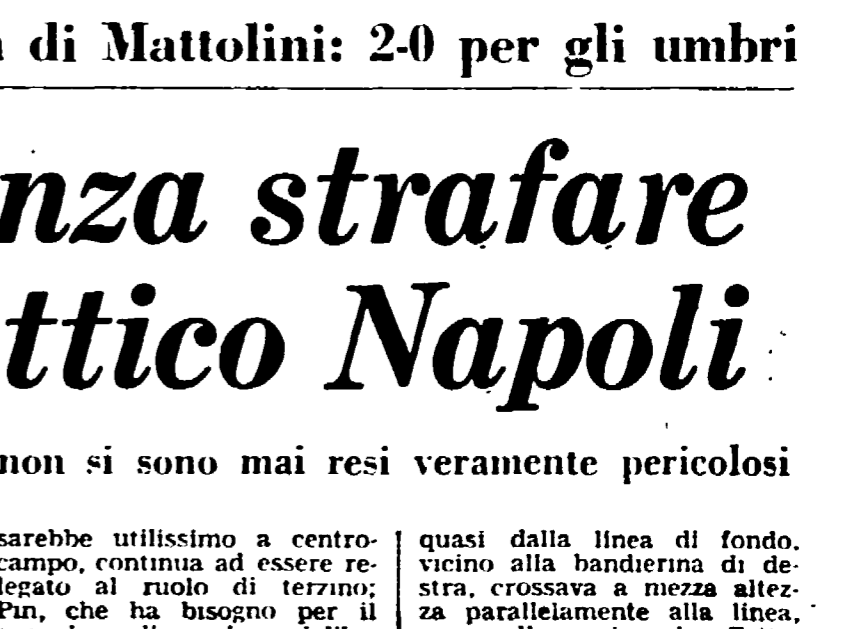 di Mattolini: 2-0 per gli umbri
nza strafare
ttico Napoli
non si sono mai resi veramente pericolosi
sarebbe utilissimo a centro-
campo, continua ad essere re-
legato al ruolo di terzino;
Pin, che ha bisogno per il
quasi dalla linea di fondo,
vicino alla bandierina di de-
stra, crossava a mezza altez-
za parallelamente alla linea,